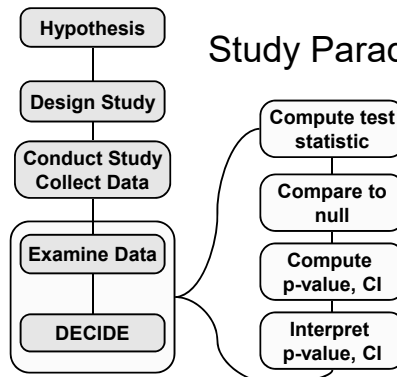 Hypothesis
Study Parad
Design Study
Conduct Study
Collect Data
Examine Data
DECIDE
Compute test
statistic
Compare to
null
Compute
p-value, CI
Interpret
p-value, CI